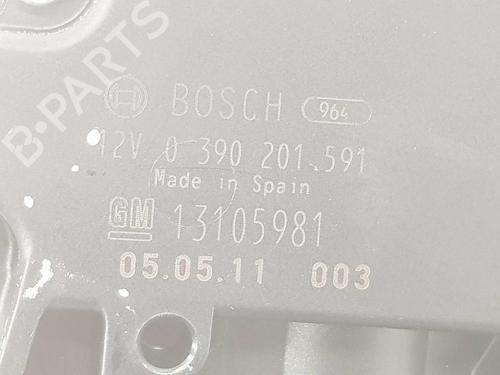 B-PARTS
BOSCH 964
12V 0 390 201 591
Made in Spain
GM 13105981
05.05.11 003